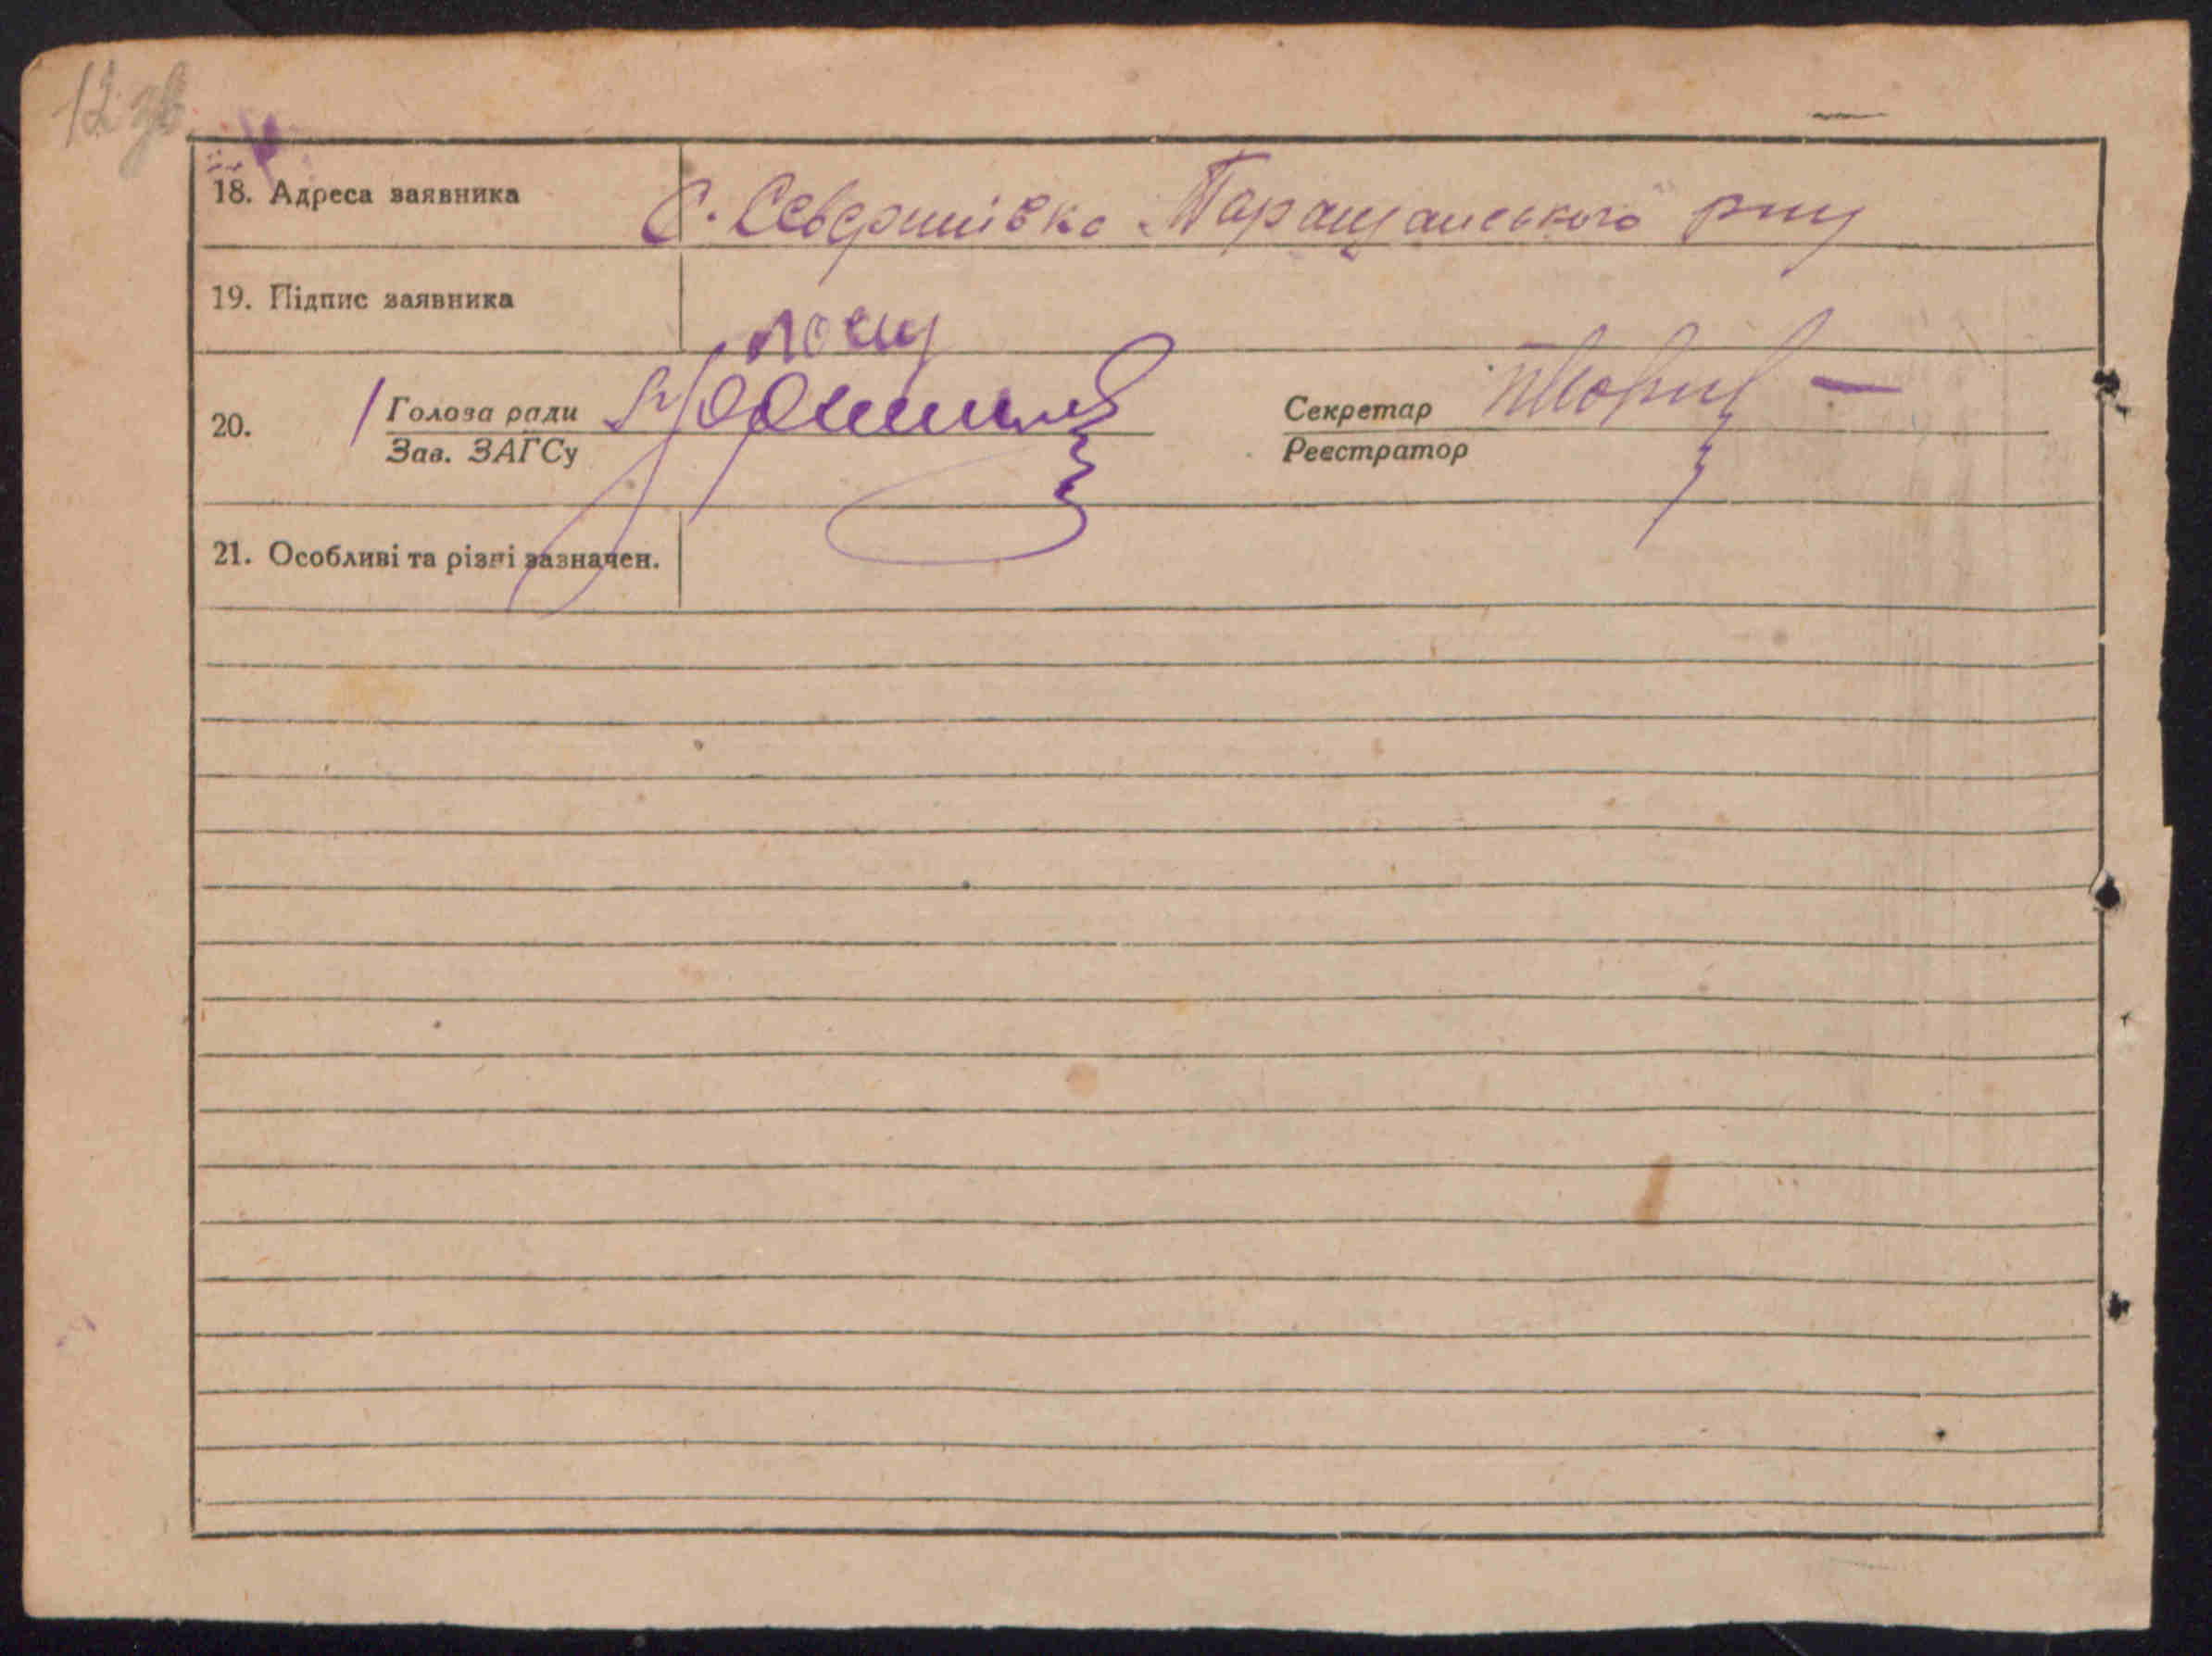 12 зв
18. Адреса заявника С. Северинівка Таращанського р-ну
19. Підпис заявника
20. Голова ради Секретар
Зав. ЗАГСу Реєстратор
21. Особливі та різні зазначен.